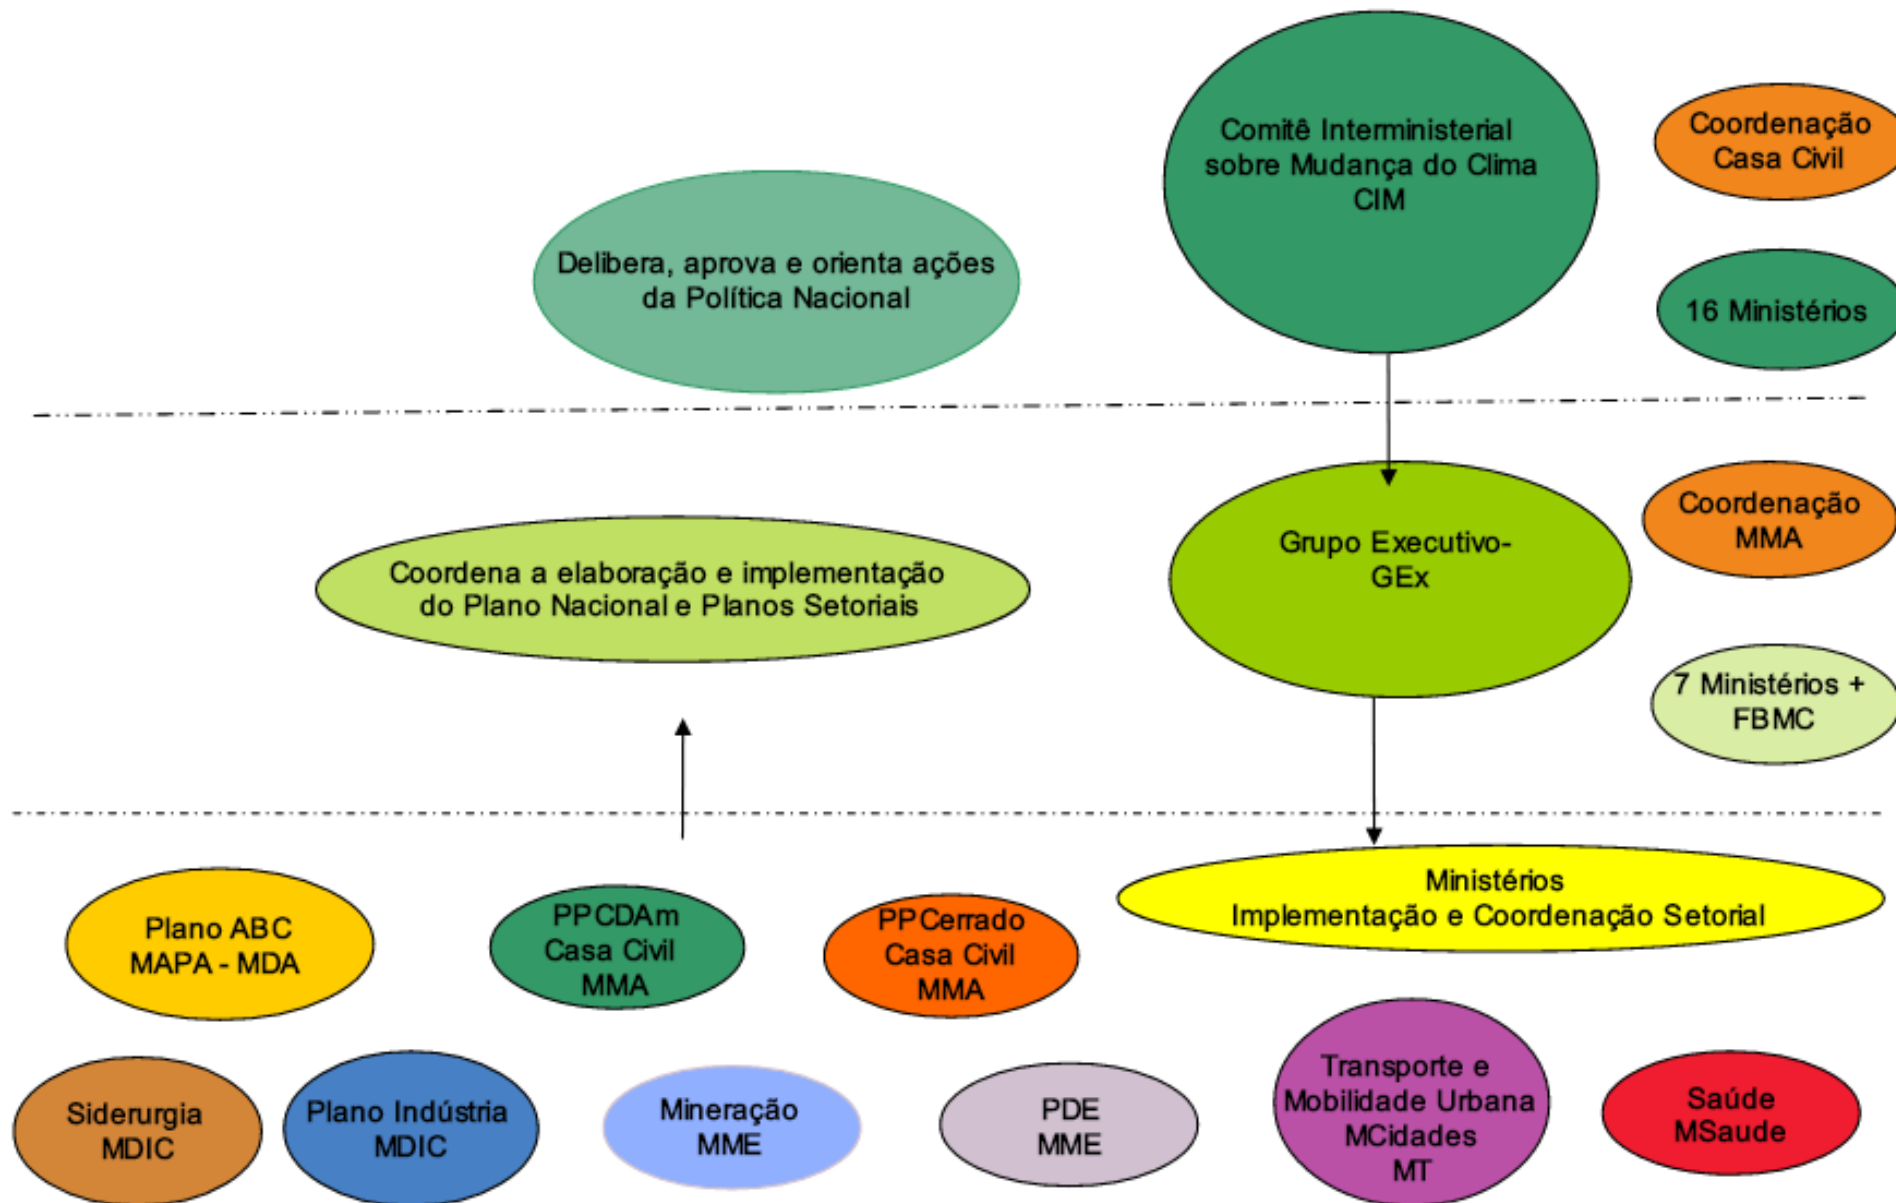 Comitê Interministerial
sobre Mudança do Clima
CIM
Coordenação
Casa Civil
Delibera, aprova e orienta ações
da Política Nacional
16 Ministérios
Coordenação
MMA
Grupo Executivo-
GEx
Coordena a elaboração e implementação
do Plano Nacional e Planos Setoriais
7 Ministérios +
FBMC
Ministérios
Implementação e Coordenação Setorial
Plano ABC
MAPA - MDA
PPCDAm
Casa Civil
MMA
PPCerrado
Casa Civil
MMA
Siderurgia
MDIC
Plano Indústria
MDIC
Mineração
MME
PDE
MME
Transporte e
Mobilidade Urbana
MCidades
MT
Saúde
MSaude